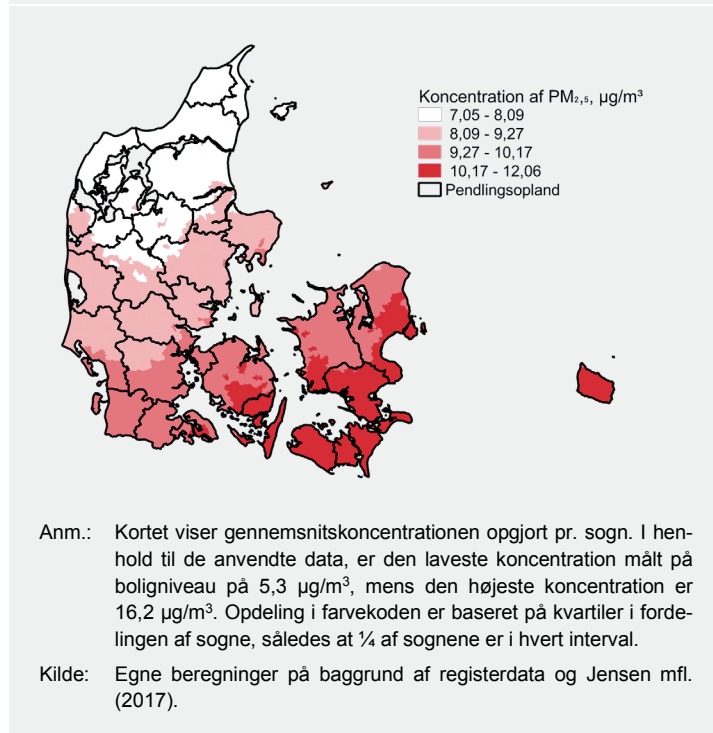 Koncentration af PM₂,₅, µg/m³
7,05 - 8,09
8,09 - 9,27
9,27 - 10,17
10,17 - 12,06
Pendlingsopland
Anm.: Kortet viser gennemsnitskoncentrationen opgjort pr. sogn. I hen-
hold til de anvendte data, er den laveste koncentration målt på
boligniveau på 5,3 µg/m³, mens den højeste koncentration er
16,2 µg/m³. Opdeling i farvekoden er baseret på kvartiler i forde-
lingen af sogne, således at ¼ af sognene er i hvert interval.
Kilde: Egne beregninger på baggrund af registerdata og Jensen mfl.
(2017).